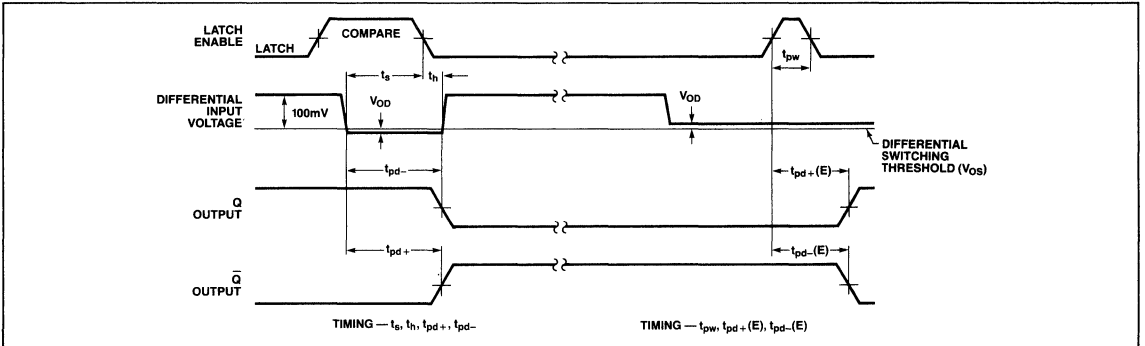 LATCH
ENABLE
LATCH
COMPARE
tpw
ts
th
DIFFERENTIAL
INPUT
VOLTAGE
100mV
VOD
VOD
DIFFERENTIAL
SWITCHING
THRESHOLD (VOS)
tpd−
tpd+(E)
Q
OUTPUT
tpd+
tpd−(E)
Q̅
OUTPUT
TIMING — ts, th, tpd+, tpd−
TIMING — tpw, tpd+(E), tpd−(E)